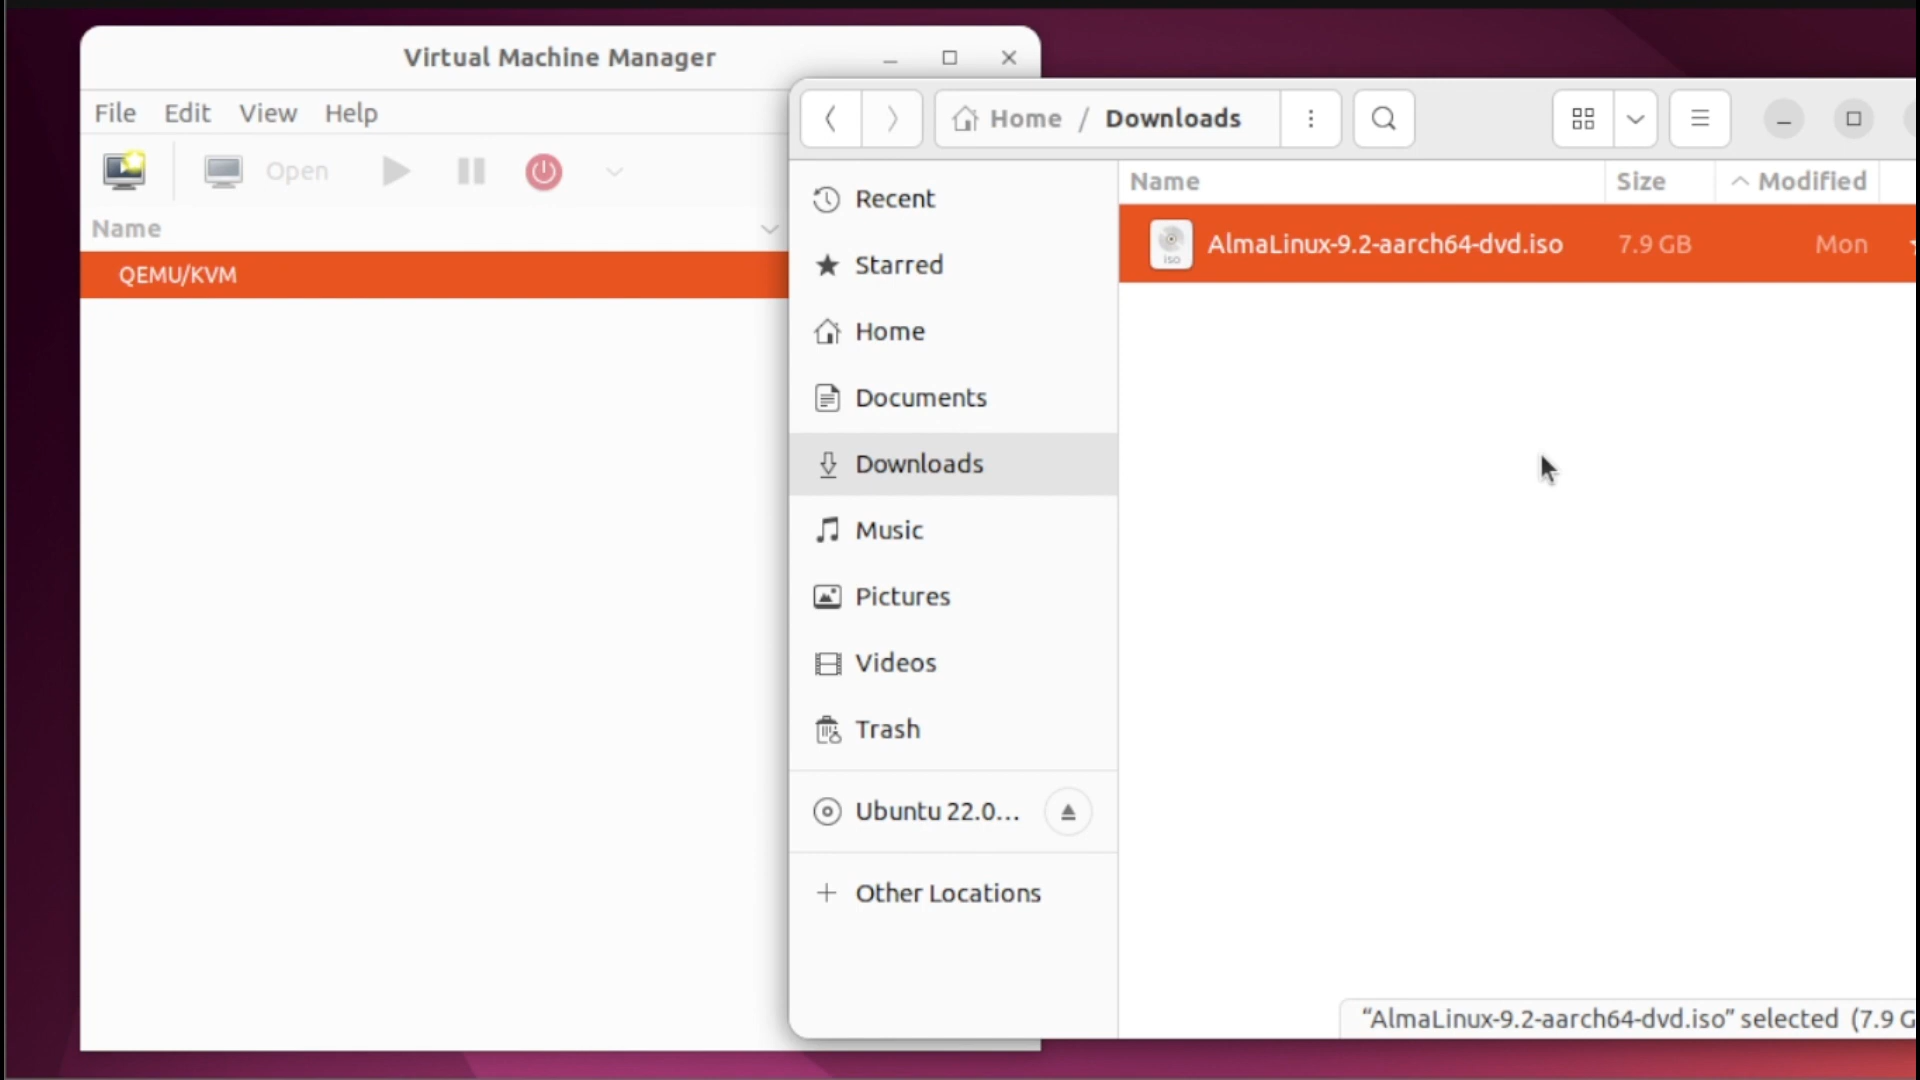 Virtual Machine Manager
File Edit View Help
Open
Name
QEMU/KVM
Home / Downloads
Recent
Starred
Home
Documents
Downloads
Music
Pictures
Videos
Trash
Ubuntu 22.0...
Other Locations
Name Size Modified
iso
AlmaLinux-9.2-aarch64-dvd.iso 7.9 GB Mon
“AlmaLinux-9.2-aarch64-dvd.iso” selected (7.9 G